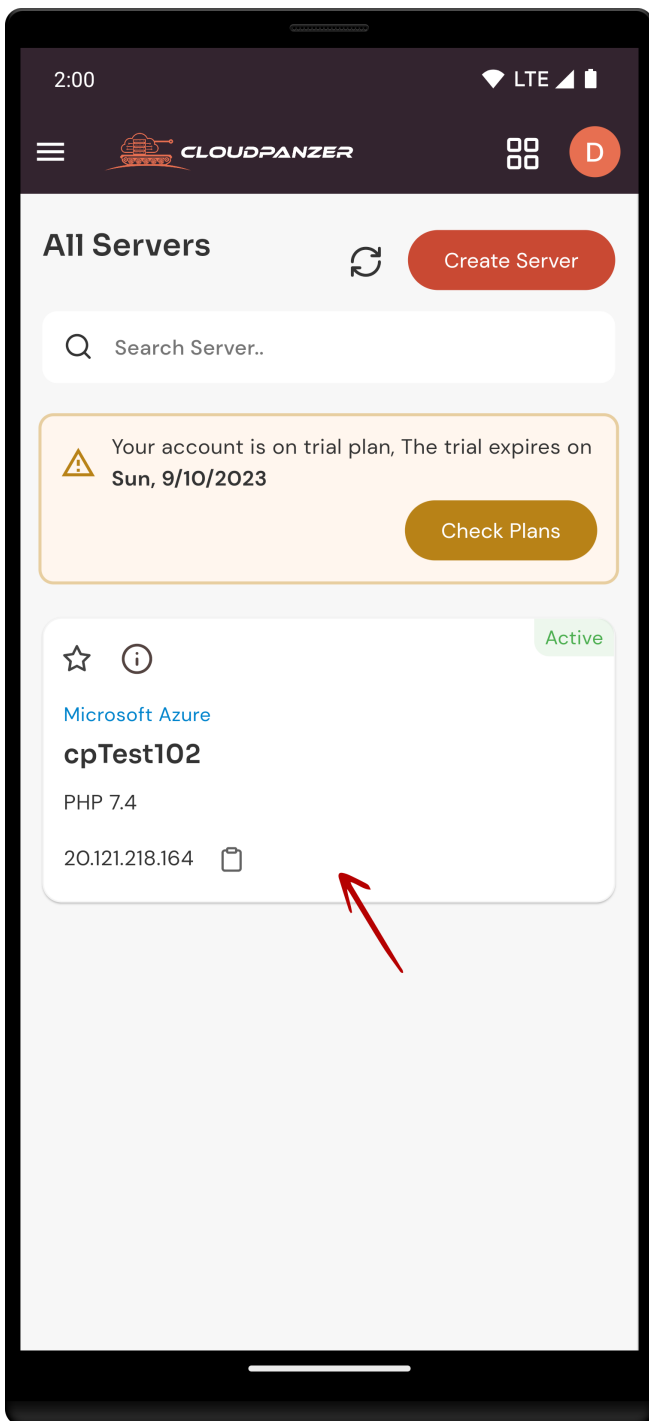 2:00
LTE
CLOUDPANZER
D
All Servers
Create Server
Search Server..
Your account is on trial plan, The trial expires on
Sun, 9/10/2023
Check Plans
Active
Microsoft Azure
cpTest102
PHP 7.4
20.121.218.164